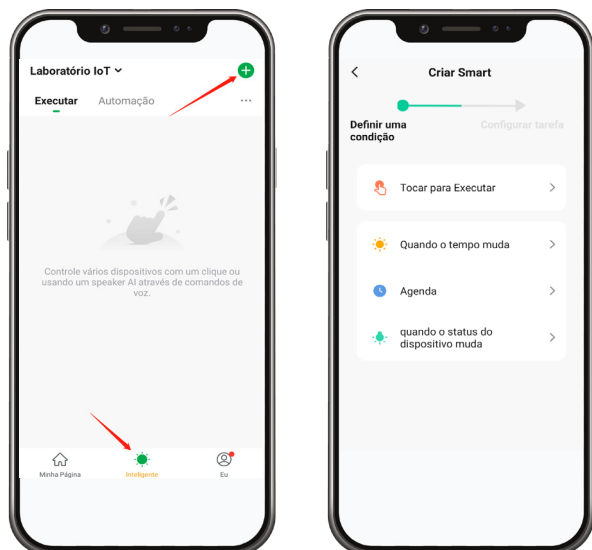 Laboratório IoT
Executar Automação ...
Controle vários dispositivos com um clique ou
usando um speaker AI através de comandos de
voz.
Minha Página Inteligente Eu
Criar Smart
Definir uma
condição
Configurar tarefa
Tocar para Executar
Quando o tempo muda
Agenda
quando o status do
dispositivo muda